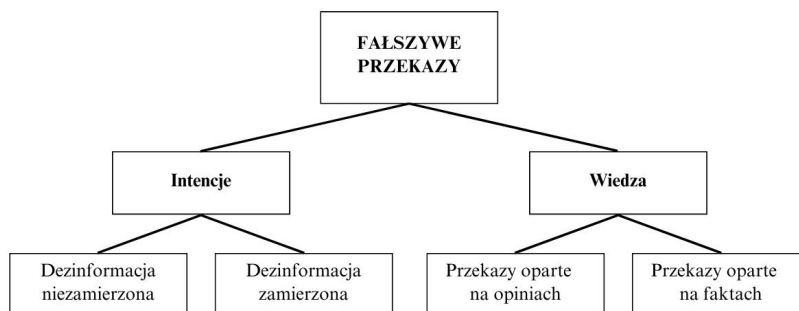 FAŁSZYWE
PRZEKAZY
Intencje
Wiedza
Dezinformacja
niezamierzona
Dezinformacja
zamierzona
Przekazy oparte
na opiniach
Przekazy oparte
na faktach